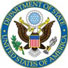 DEPARTMENT OF STATE
UNITED STATES OF AMERICA